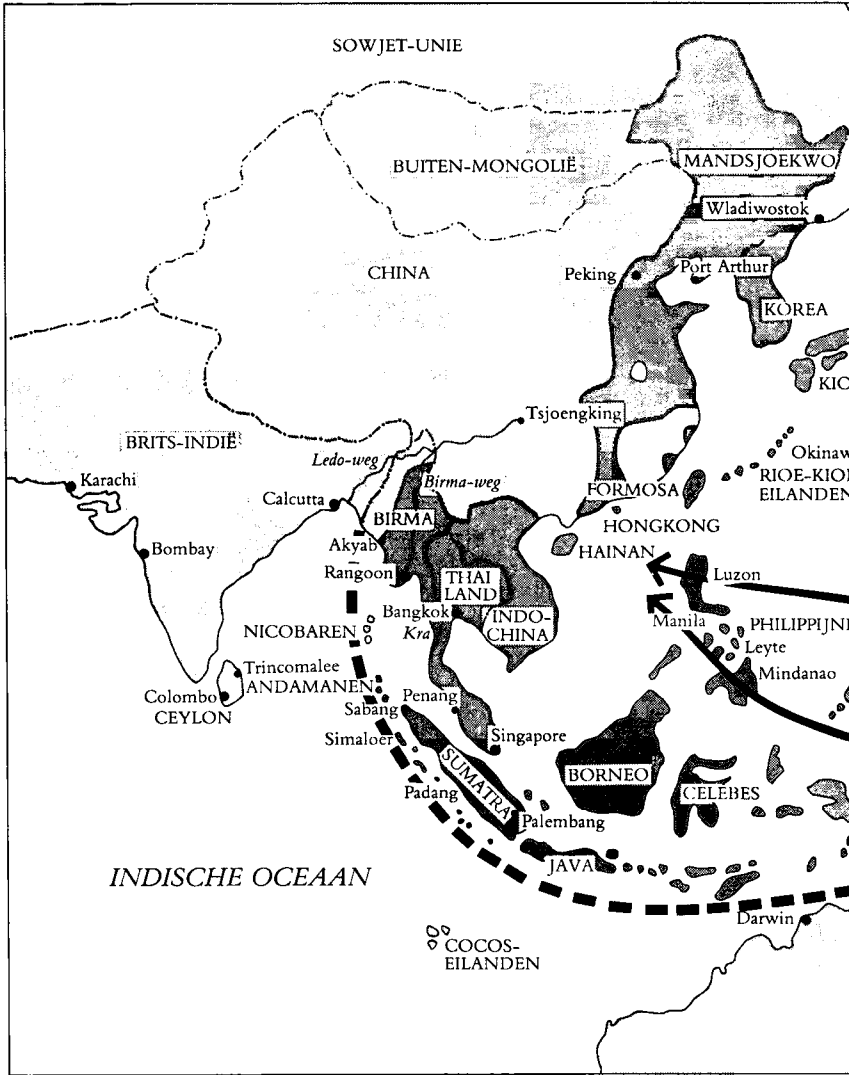 SOWJET-UNIE
BUITEN-MONGOLIË
MANDSJOEKWO
Wladiwostok
CHINA
Peking
Port Arthur
KOREA
KIO
Tsjoengking
BRITS-INDIË
Ledo-weg
Okinaw
Karachi
Birma-weg
RIOE-KIOE
EILANDEN
Calcutta
FORMOSA
BIRMA
HONGKONG
Akyab
HAINAN
Bombay
Rangoon
THAI
LAND
Luzon
Bangkok
INDO-
CHINA
Manila
NICOBAREN
Kra
PHILIPPIJNE
Leyte
Trincomalee
Mindanao
ANDAMANEN
Colombo
CEYLON
Sabang
Penang
Simaloer
Singapore
SUMATRA
BORNEO
CELEBES
Padang
Palembang
JAVA
INDISCHE OCEAAN
Darwin
COCOS-
EILANDEN